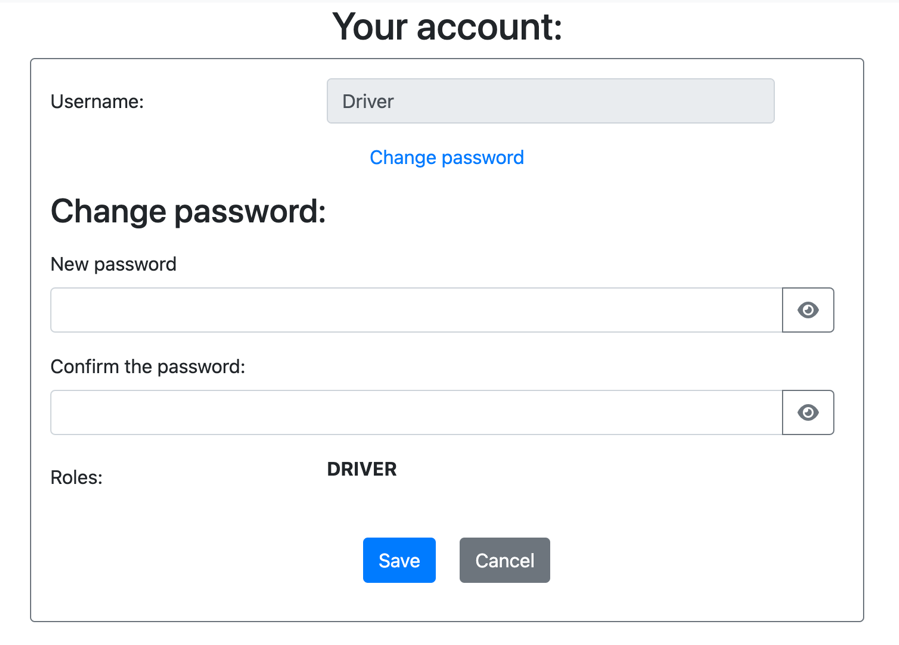 Your account:
Username:
Driver
Change password
Change password:
New password
Confirm the password:
Roles:
DRIVER
Save
Cancel